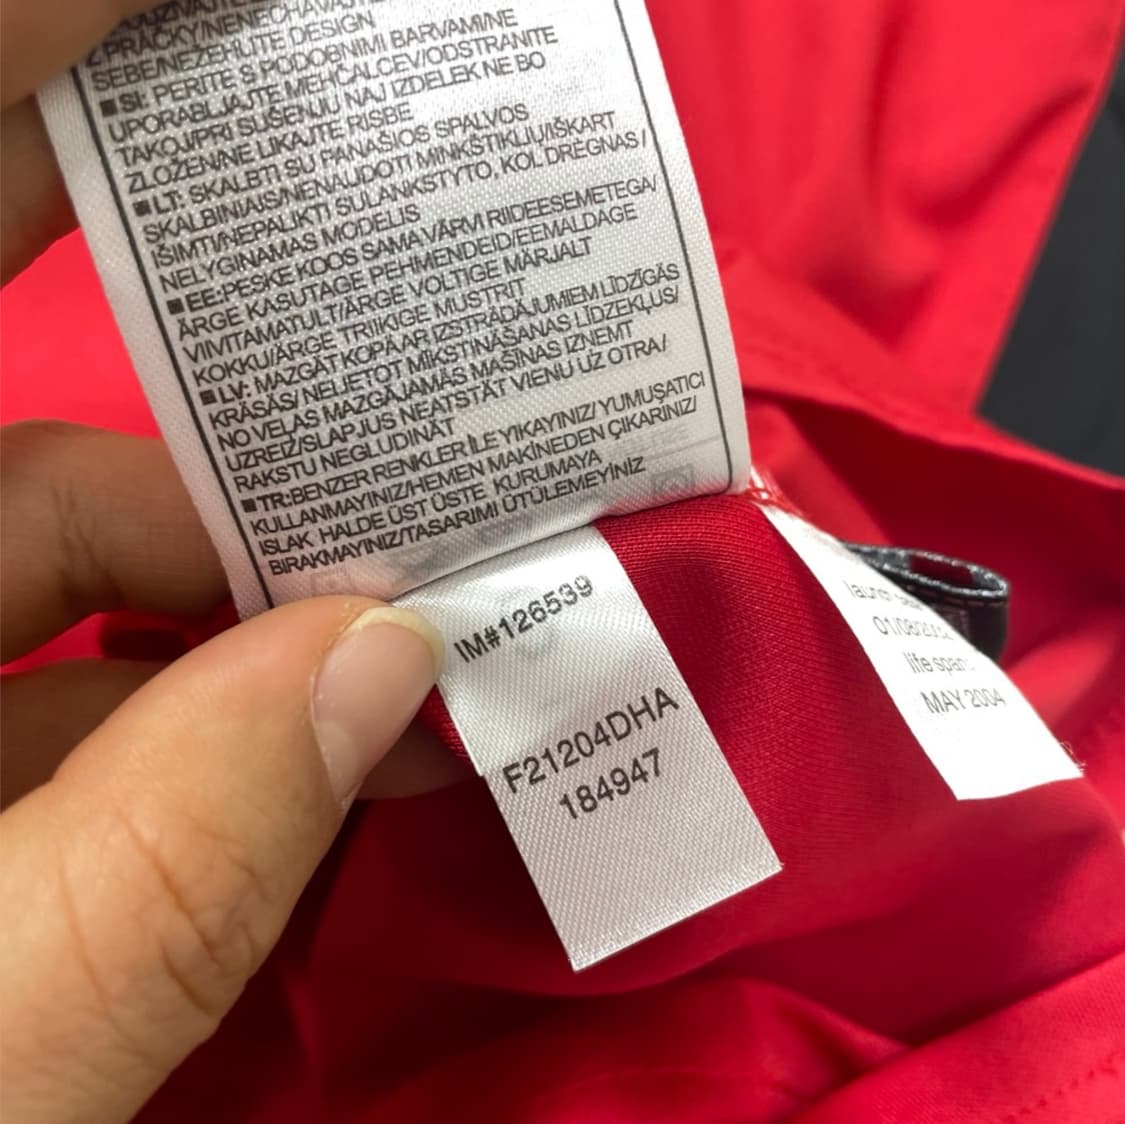 Z PRAČKY/NENECHÁVAJTE
SEBE/NEŽEHLITE DESIGN
■SI: PERITE S PODOBNIMI BARVAMI/NE
UPORABLJAJTE MEHČALCEV/ODSTRANITE
TAKOJ/PRI SUŠENJU NAJ IZDELEK NE BO
ZLOŽEN/NE LIKAJTE RISBE
■LT: SKALBTI SU PANAŠIOS SPALVOS
SKALBINIAIS/NENAUDOTI MINKŠTIKLIU/IŠKART
IŠIMTI/NEPALIKTI SULANKSTYTO, KOL DRĖGNAS/
NELYGINAMAS MODELIS
■EE:PESKE KOOS SAMAVÄRVI RIIDEESEMETEGA/
ÄRGE KASUTAGE PEHMENDEID/EEMALDAGE
VIIVITAMATULT/ÄRGE VOLTIGE MÄRJALT
KOKKU/ÄRGE TRIIKIGE MUSTRIT
■LV: MAZGĀT KOPĀ AR IZSTRĀDĀJUMIEM LĪDZĪGĀS
KRĀSĀS/ NELIETOT MĪKSTINĀŠANAS LĪDZEKĻUS/
NO VEĻAS MAZGĀJAMĀS MAŠĪNAS IZŅEMT
UZREIZ/SLAPJUS NEATSTĀT VIENU UZ OTRA/
RAKSTU NEGLUDINĀT
■TR:BENZER RENKLER İLE YIKAYINIZ/ YUMUŞATICI
KULLANMAYINIZ/HEMEN MAKİNEDEN ÇIKARINIZ/
ISLAK HALDE ÜST ÜSTE KURUMAYA
BIRAKMAYINIZ/TASARIMI ÜTÜLEMEYİNİZ
IM#126539
F21204DHA
184947
life span:
MAY 2004